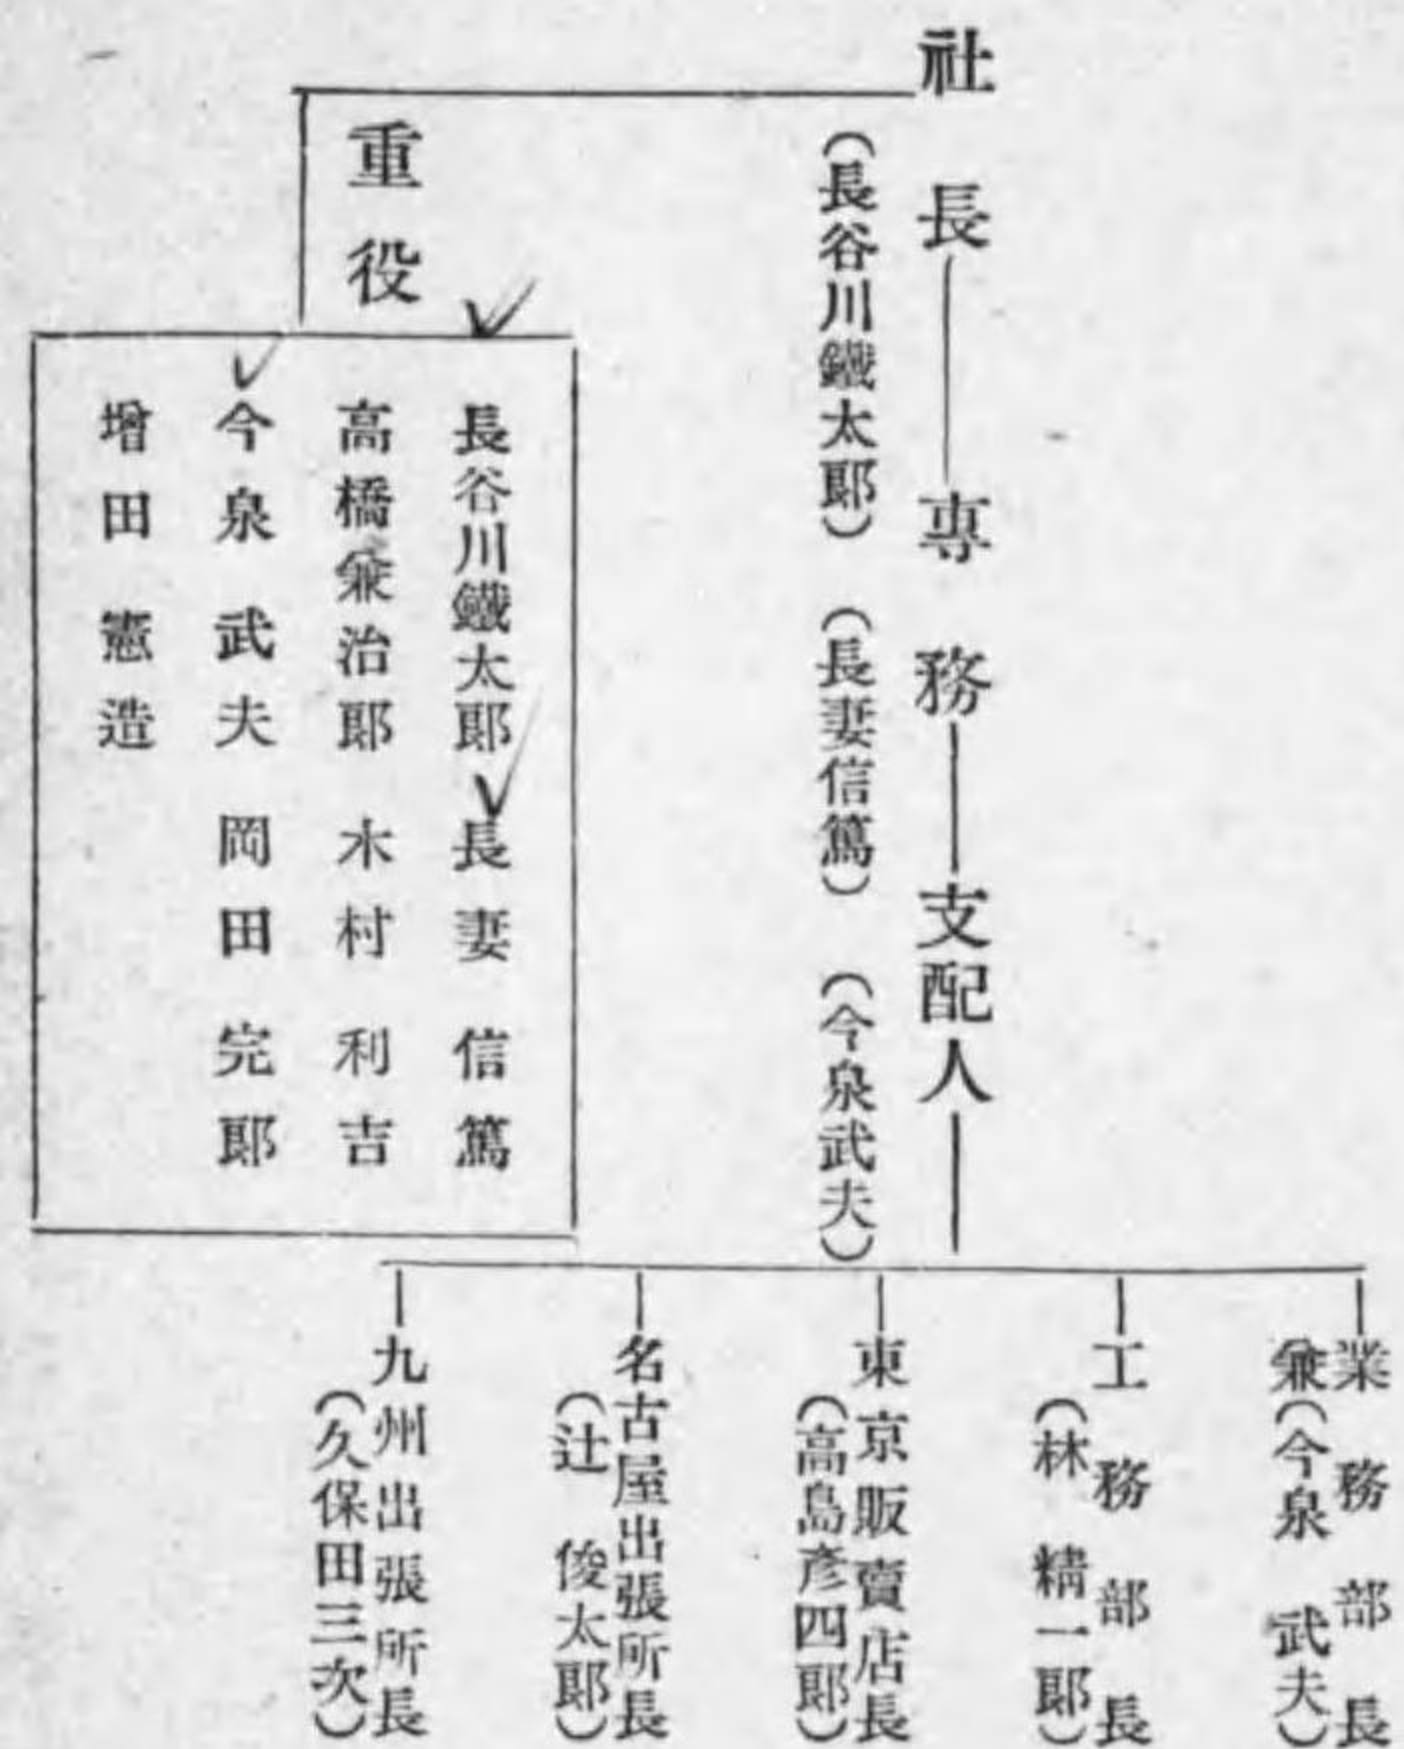 社長―専務―支配人
(長谷川鐵太郎) (長妻信篤) (今泉武夫)
業務部長
兼(今泉武夫)
工務部長
(林精一郎)
東京販賣店長
(高島彦四郎)
名古屋出張所長
(辻俊太郎)
九州出張所長
(久保田三次)
重役
長谷川鐵太郎 長妻信篤
高橋兼治郎 木村利吉
今泉武夫 岡田完郎
增田憲造